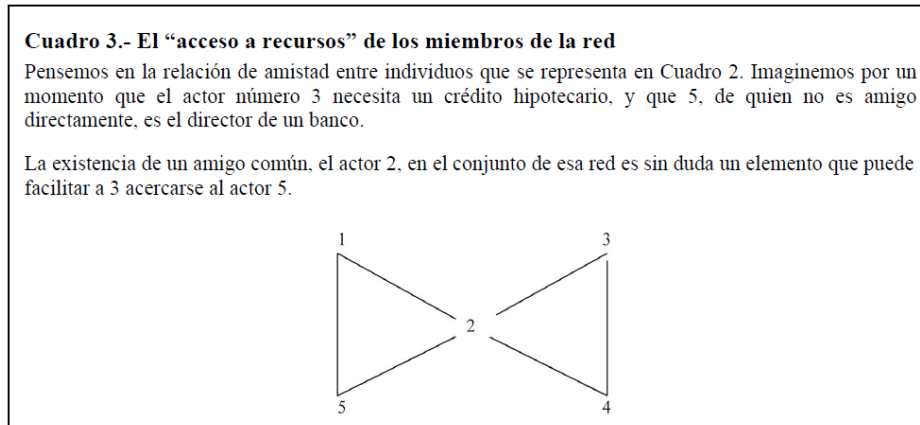 Cuadro 3.- El “acceso a recursos” de los miembros de la red
Pensemos en la relación de amistad entre individuos que se representa en Cuadro 2. Imaginemos por un
momento que el actor número 3 necesita un crédito hipotecario, y que 5, de quien no es amigo
directamente, es el director de un banco.
La existencia de un amigo común, el actor 2, en el conjunto de esa red es sin duda un elemento que puede
facilitar a 3 acercarse al actor 5.
1 3
2
5 4